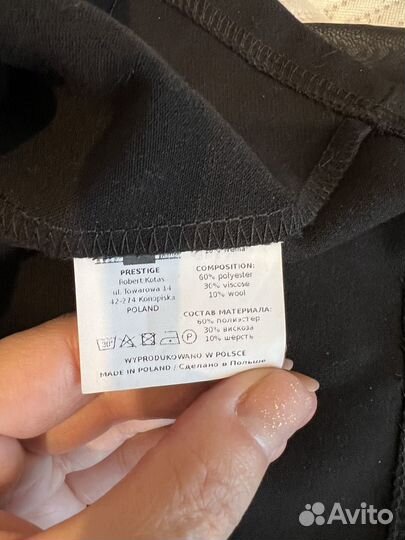 PRESTIGE
Robert Kotas
ul. Towarowa 14
42-274 Konopiska
POLAND
COMPOSITION:
60% polyester
30% viscose
10% wool
СОСТАВ МАТЕРИАЛА:
60% полиэстер
30% вискоза
10% шерсть
30°
P
WYPRODUKOWANO W POLSCE
MADE IN POLAND / Сделано в Польше
Avito